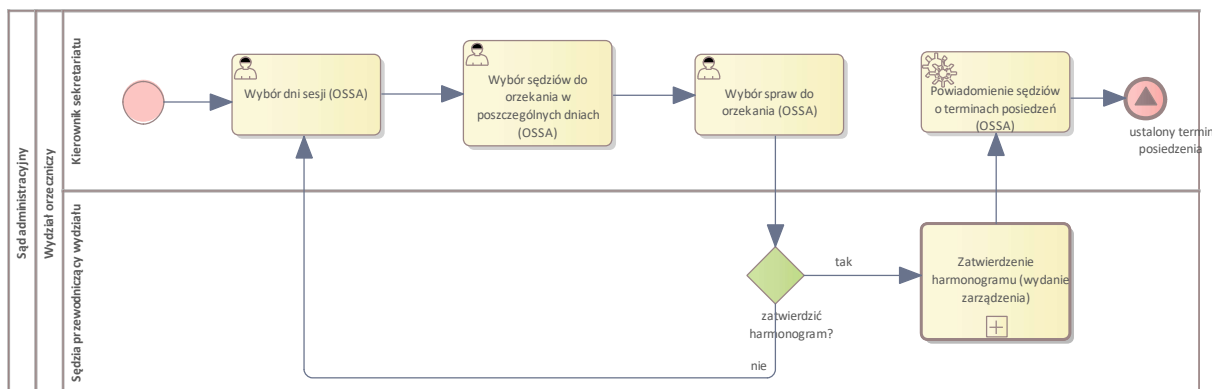 Sąd administracyjny
Wydział orzeczniczy
Kierownik sekretariatu
Wybór dni sesji (OSSA)
Wybór sędziów do
orzekania w
poszczególnych dniach
(OSSA)
Wybór spraw do
orzekania (OSSA)
Powiadomienie sędziów
o terminach posiedzeń
(OSSA)
ustalony termin
posiedzenia
Sędzia przewodniczący wydziału
zatwierdzić
harmonogram?
tak
nie
Zatwierdzenie
harmonogramu (wydanie
zarządzenia)